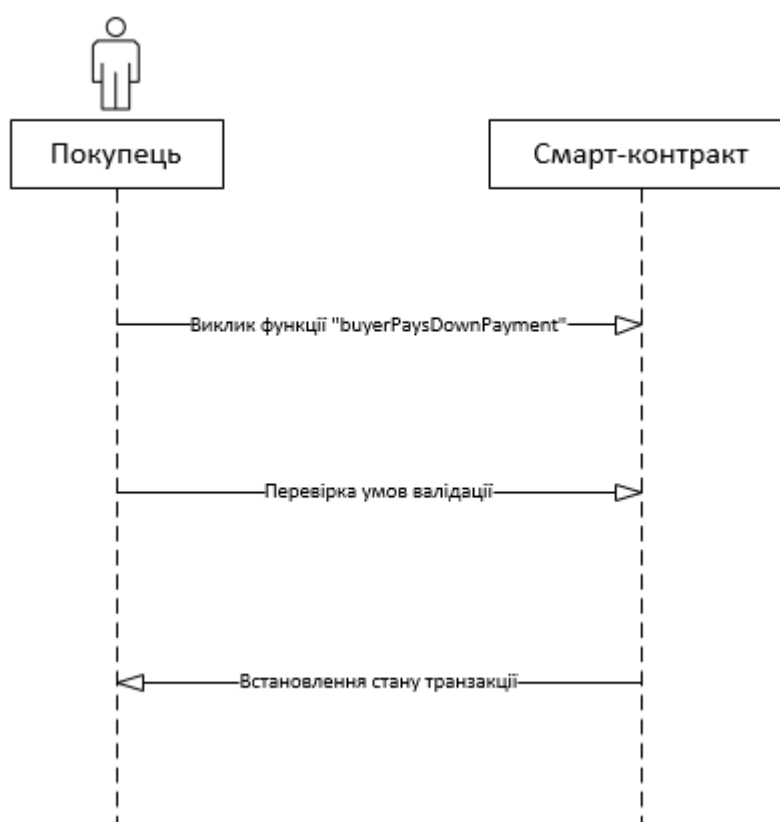 Покупець
Смарт-контракт
Виклик функції "buyerPaysDownPayment"
Перевірка умов валідації
Встановлення стану транзакції